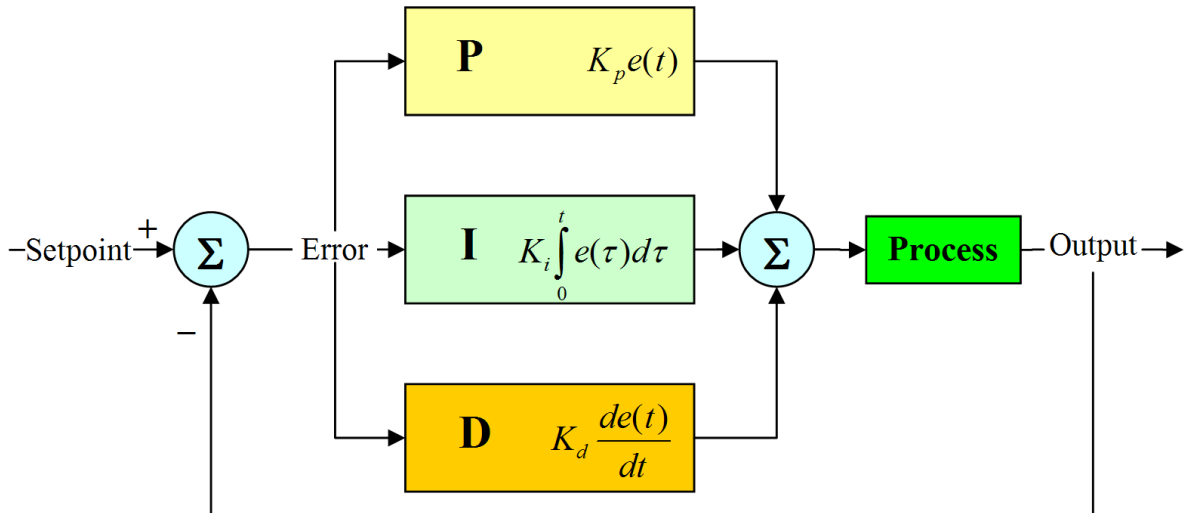 P K_p e(t)
+
–Setpoint Σ Error I K_i ∫_0^t e(τ)dτ Σ Process Output
–
D K_d de(t)/dt